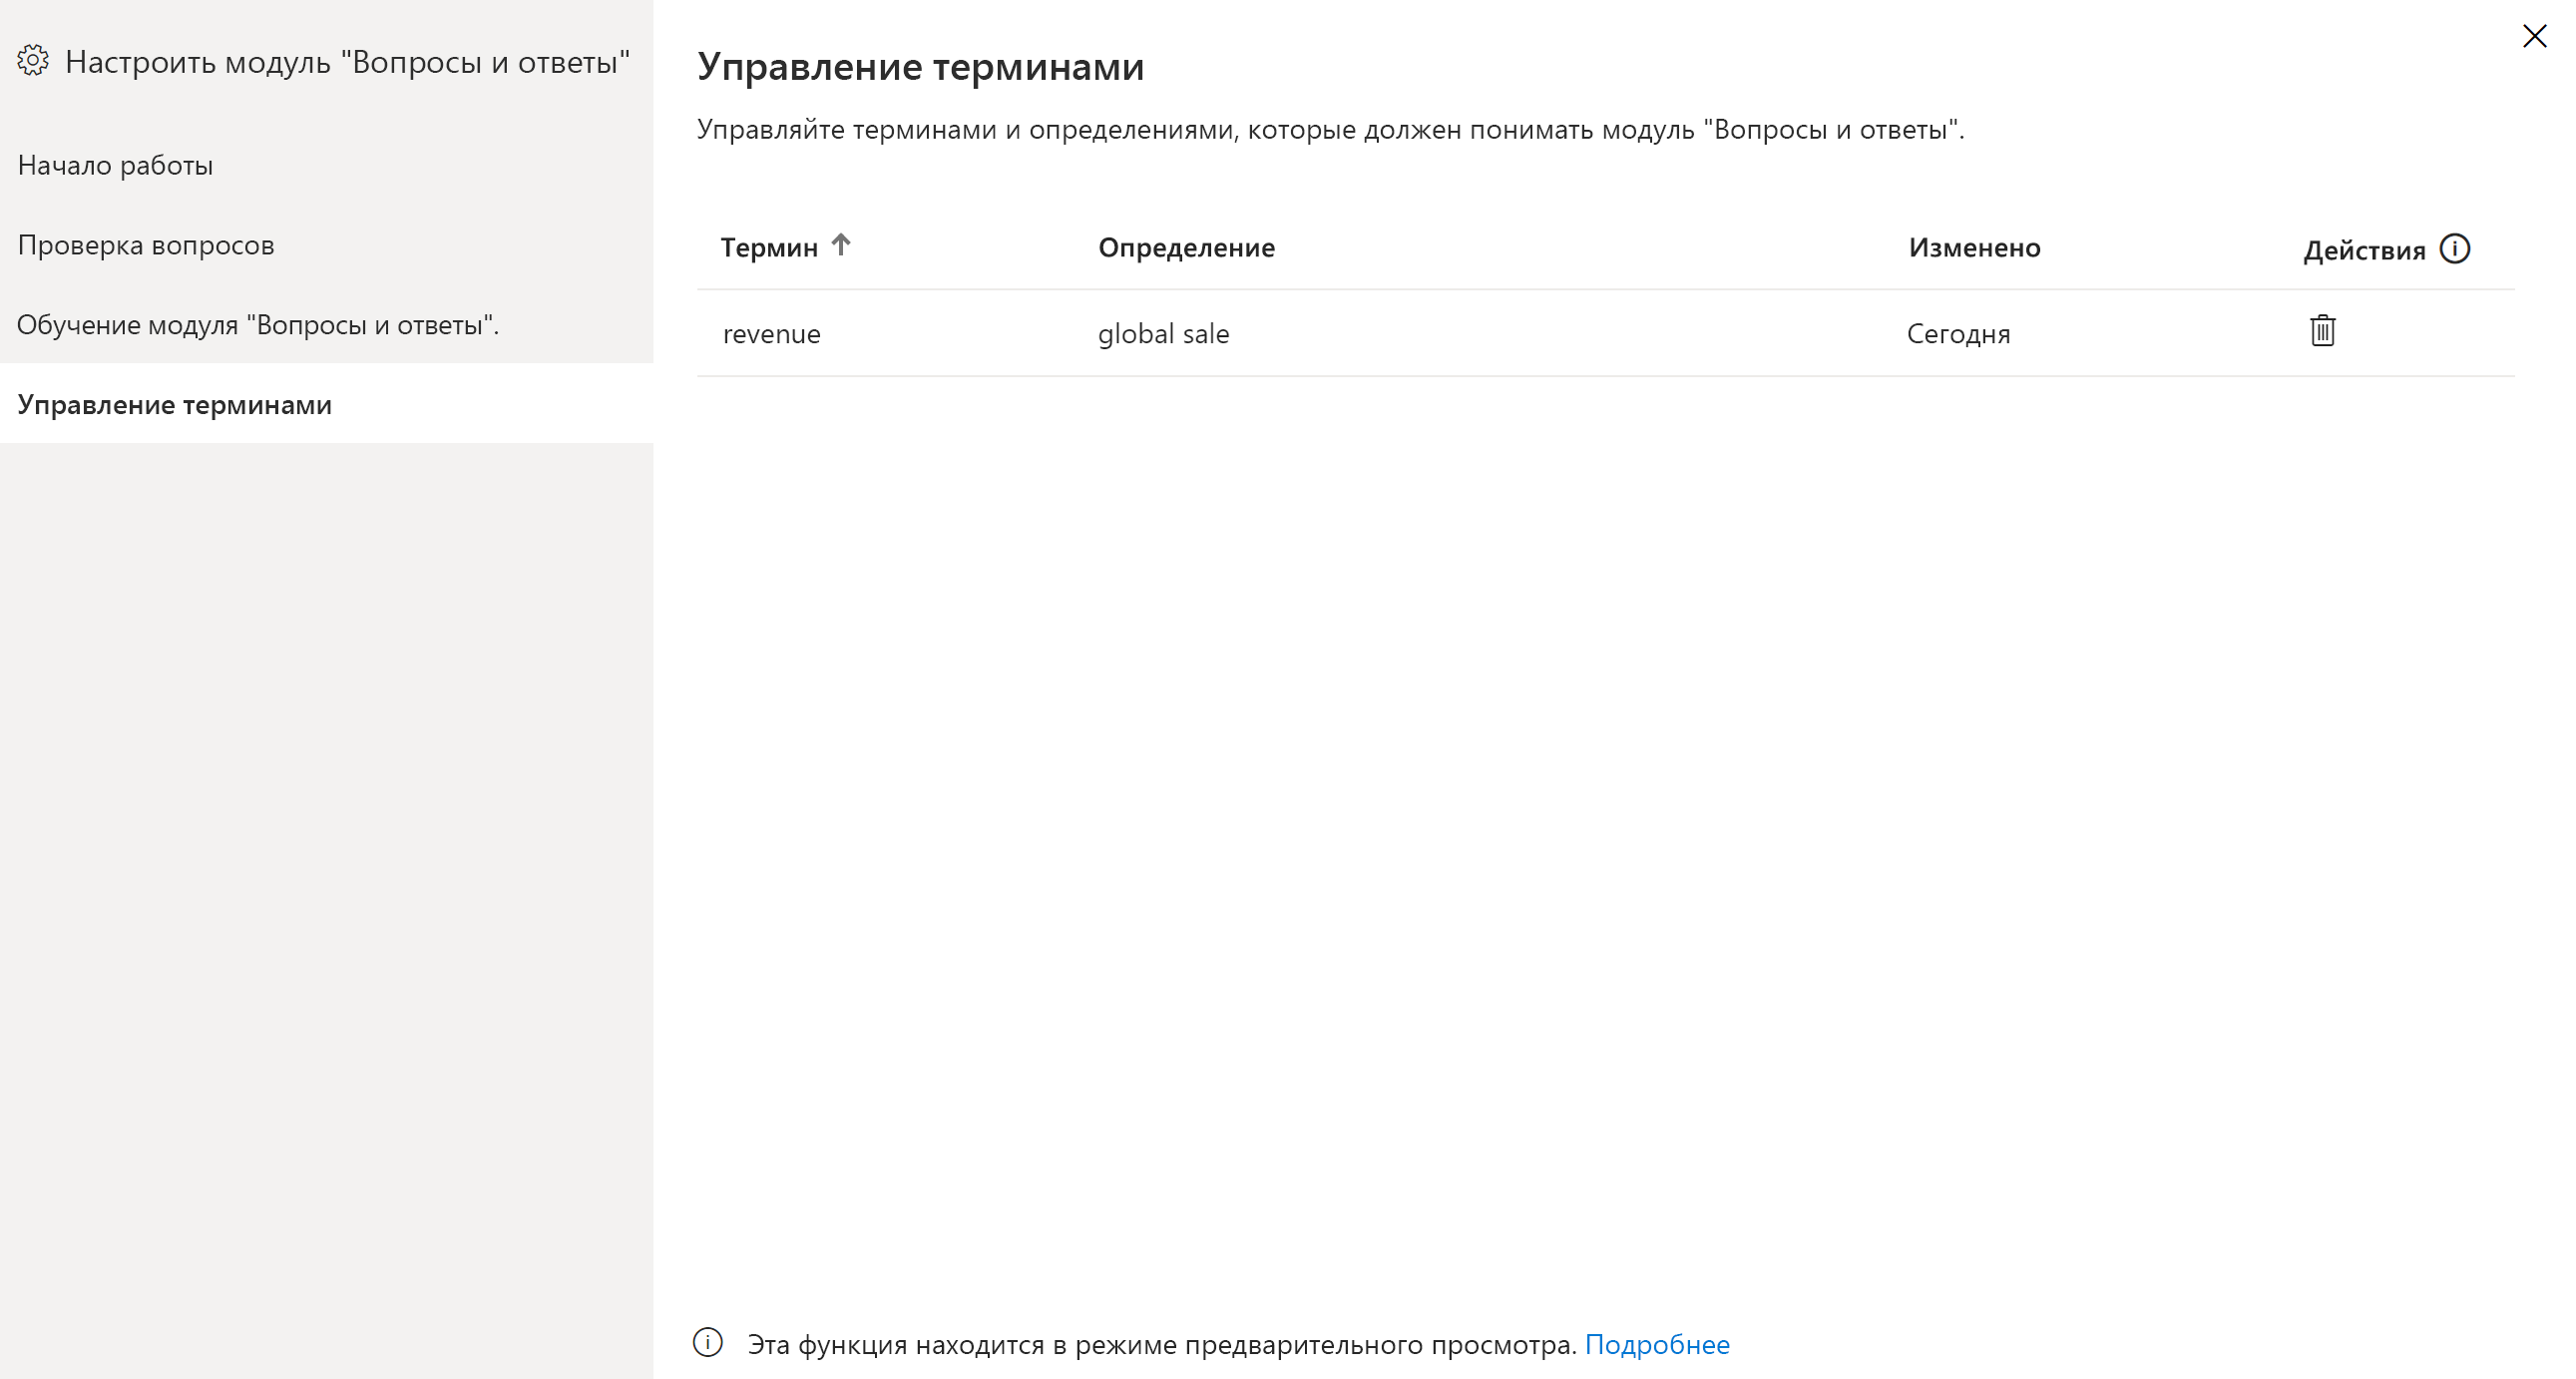 Настроить модуль "Вопросы и ответы"
Начало работы
Проверка вопросов
Обучение модуля "Вопросы и ответы".
Управление терминами
Управление терминами
Управляйте терминами и определениями, которые должен понимать модуль "Вопросы и ответы".
Термин Определение Изменено Действия
revenue global sale Сегодня
Эта функция находится в режиме предварительного просмотра. Подробнее